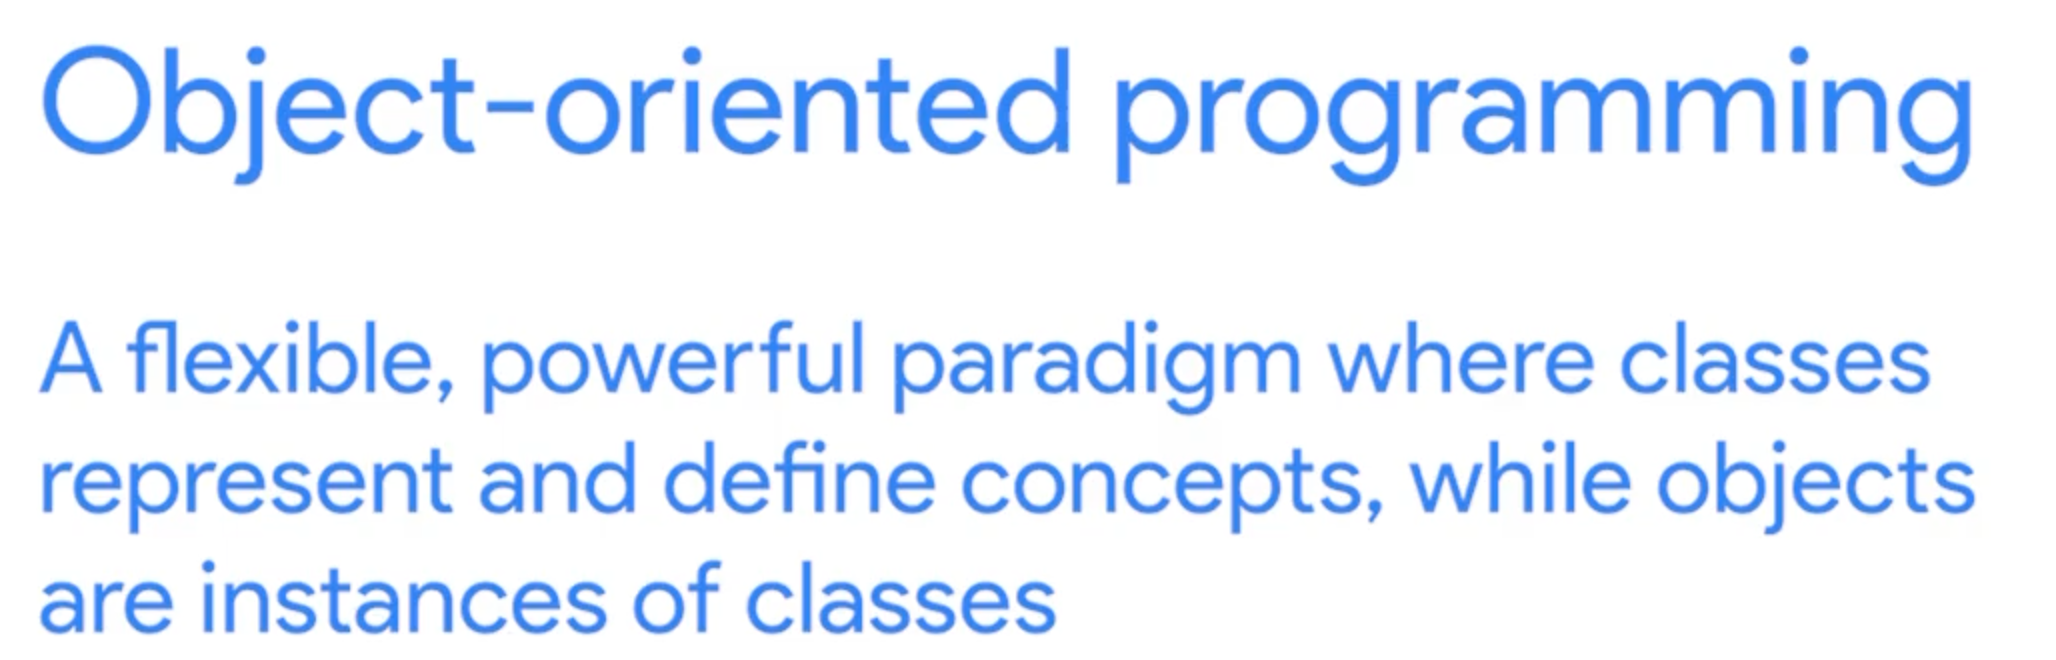 Object-oriented programming
A flexible, powerful paradigm where classes
represent and define concepts, while objects
are instances of classes